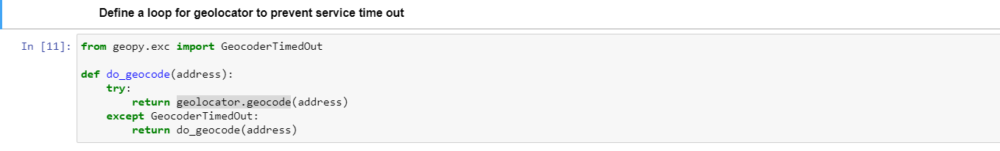 Define a loop for geolocator to prevent service time out
In [11]: from geopy.exc import GeocoderTimedOut
def do_geocode(address):
    try:
        return geolocator.geocode(address)
    except GeocoderTimedOut:
        return do_geocode(address)